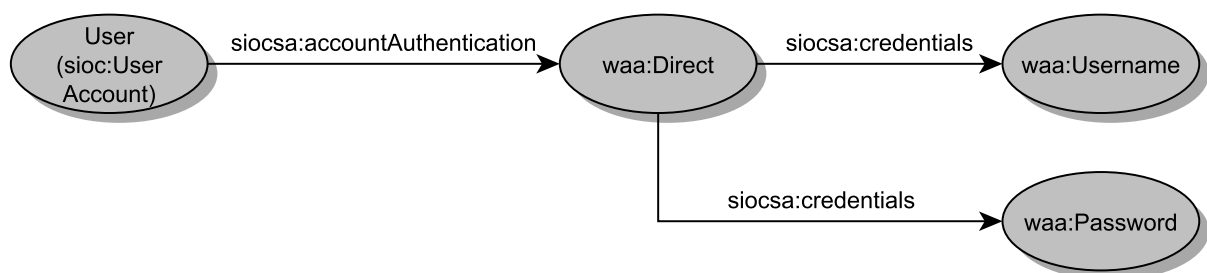 User
(sioc:User
Account)
siocsa:accountAuthentication
waa:Direct
siocsa:credentials
waa:Username
siocsa:credentials
waa:Password